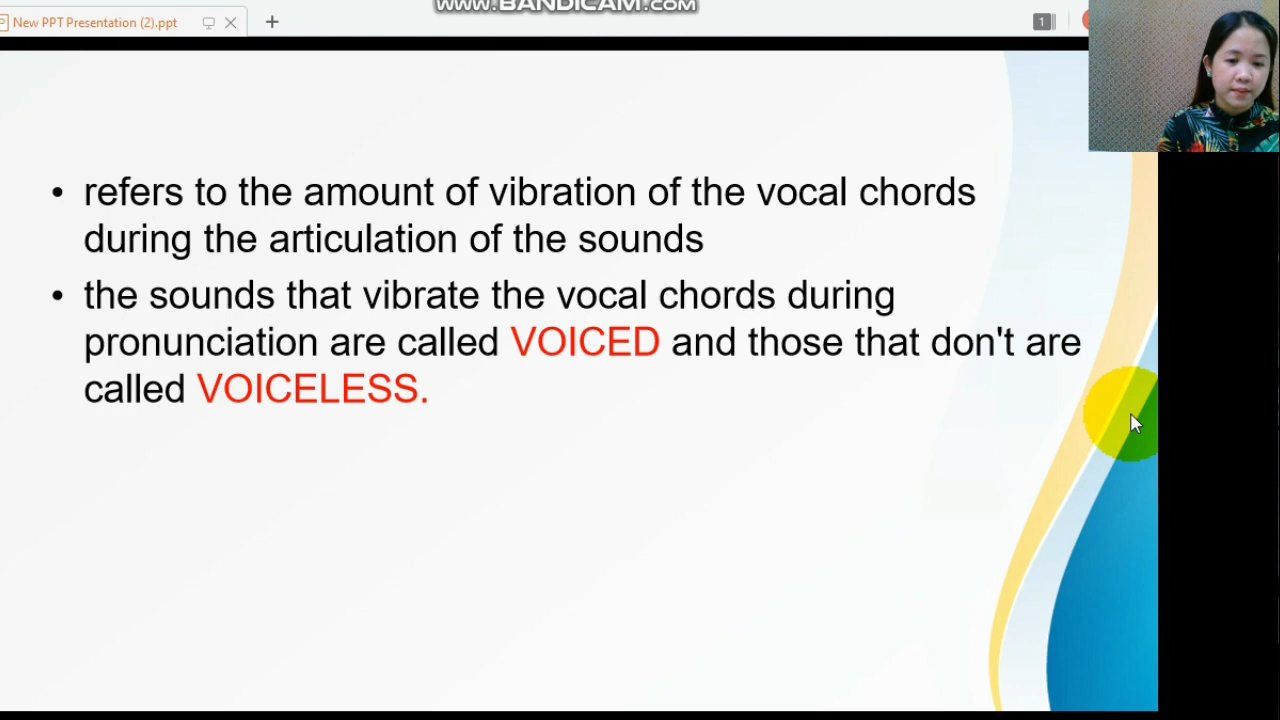 WWW.BANDICAM.COM
New PPT Presentation (2).ppt
1
• refers to the amount of vibration of the vocal chords
during the articulation of the sounds
• the sounds that vibrate the vocal chords during
pronunciation are called VOICED and those that don't are
called VOICELESS.